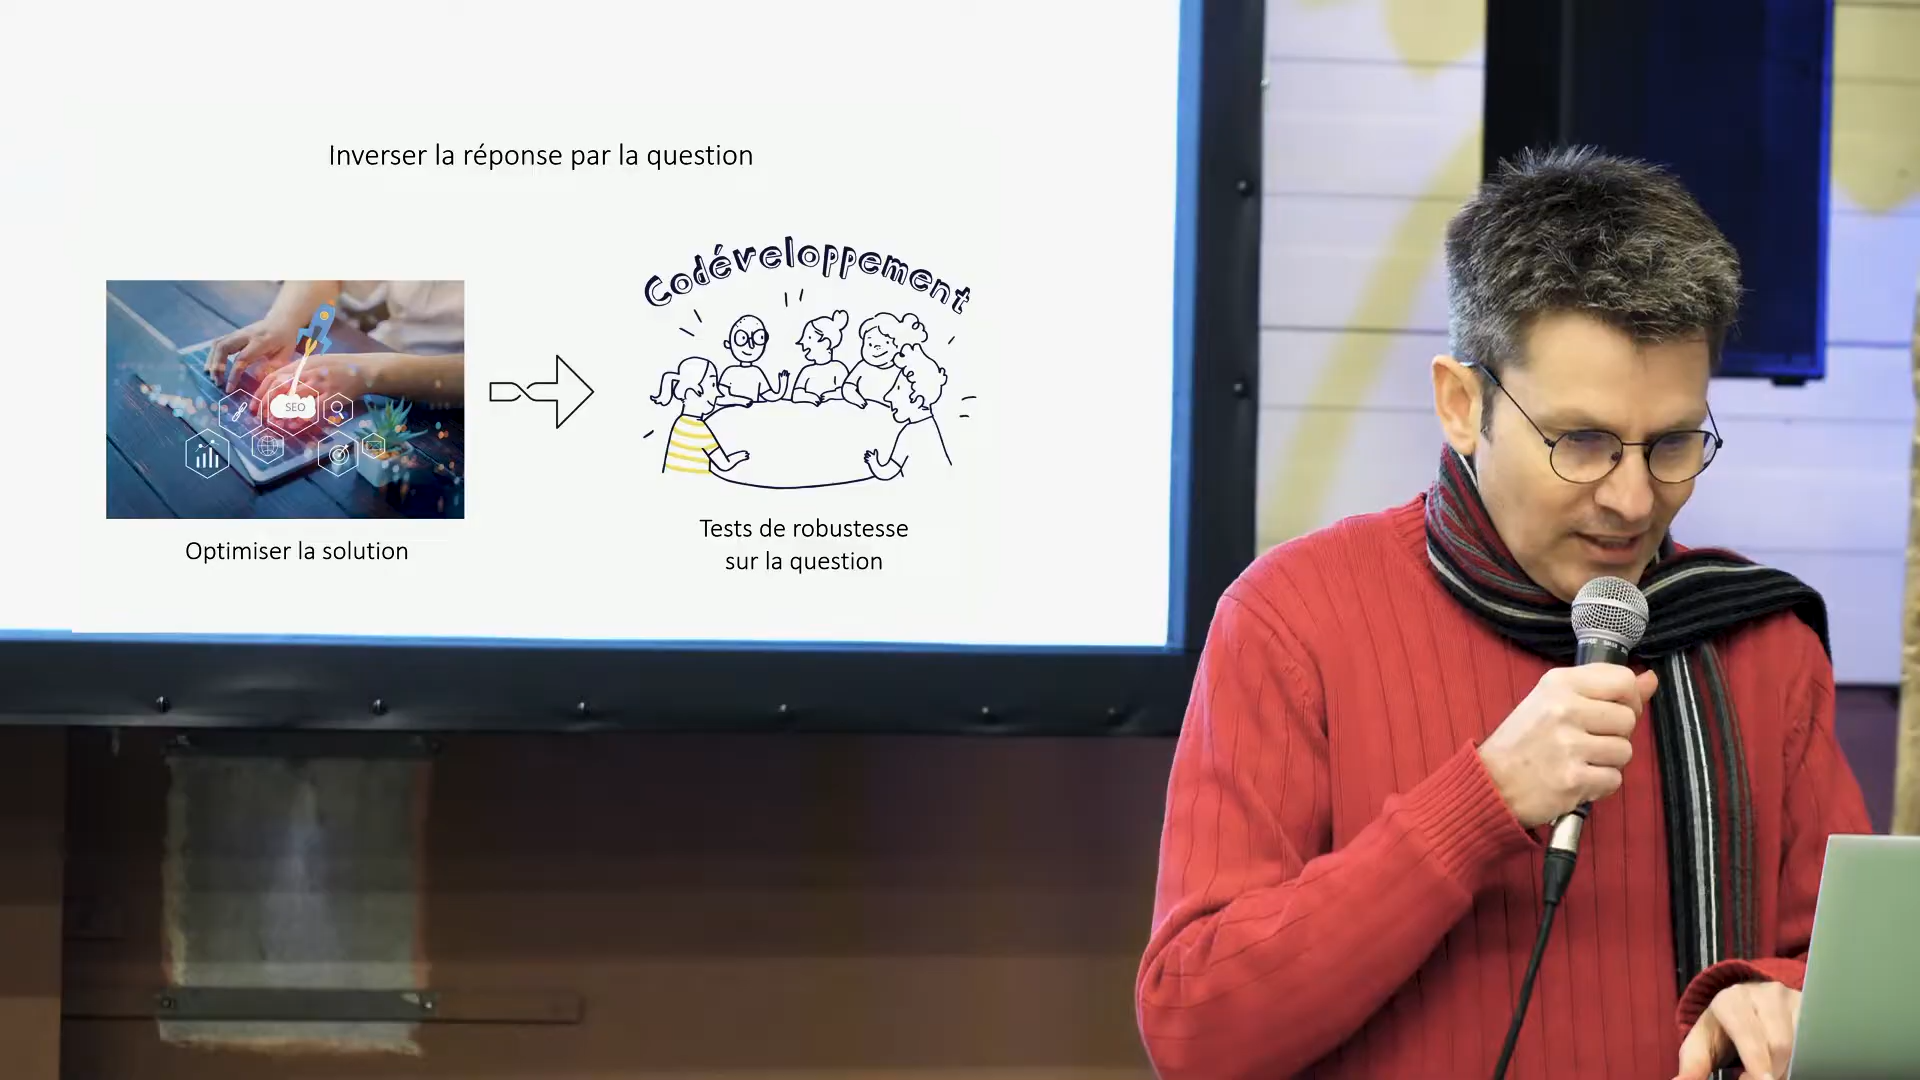 Inverser la réponse par la question
Codéveloppement
SEO
Optimiser la solution
Tests de robustesse
sur la question